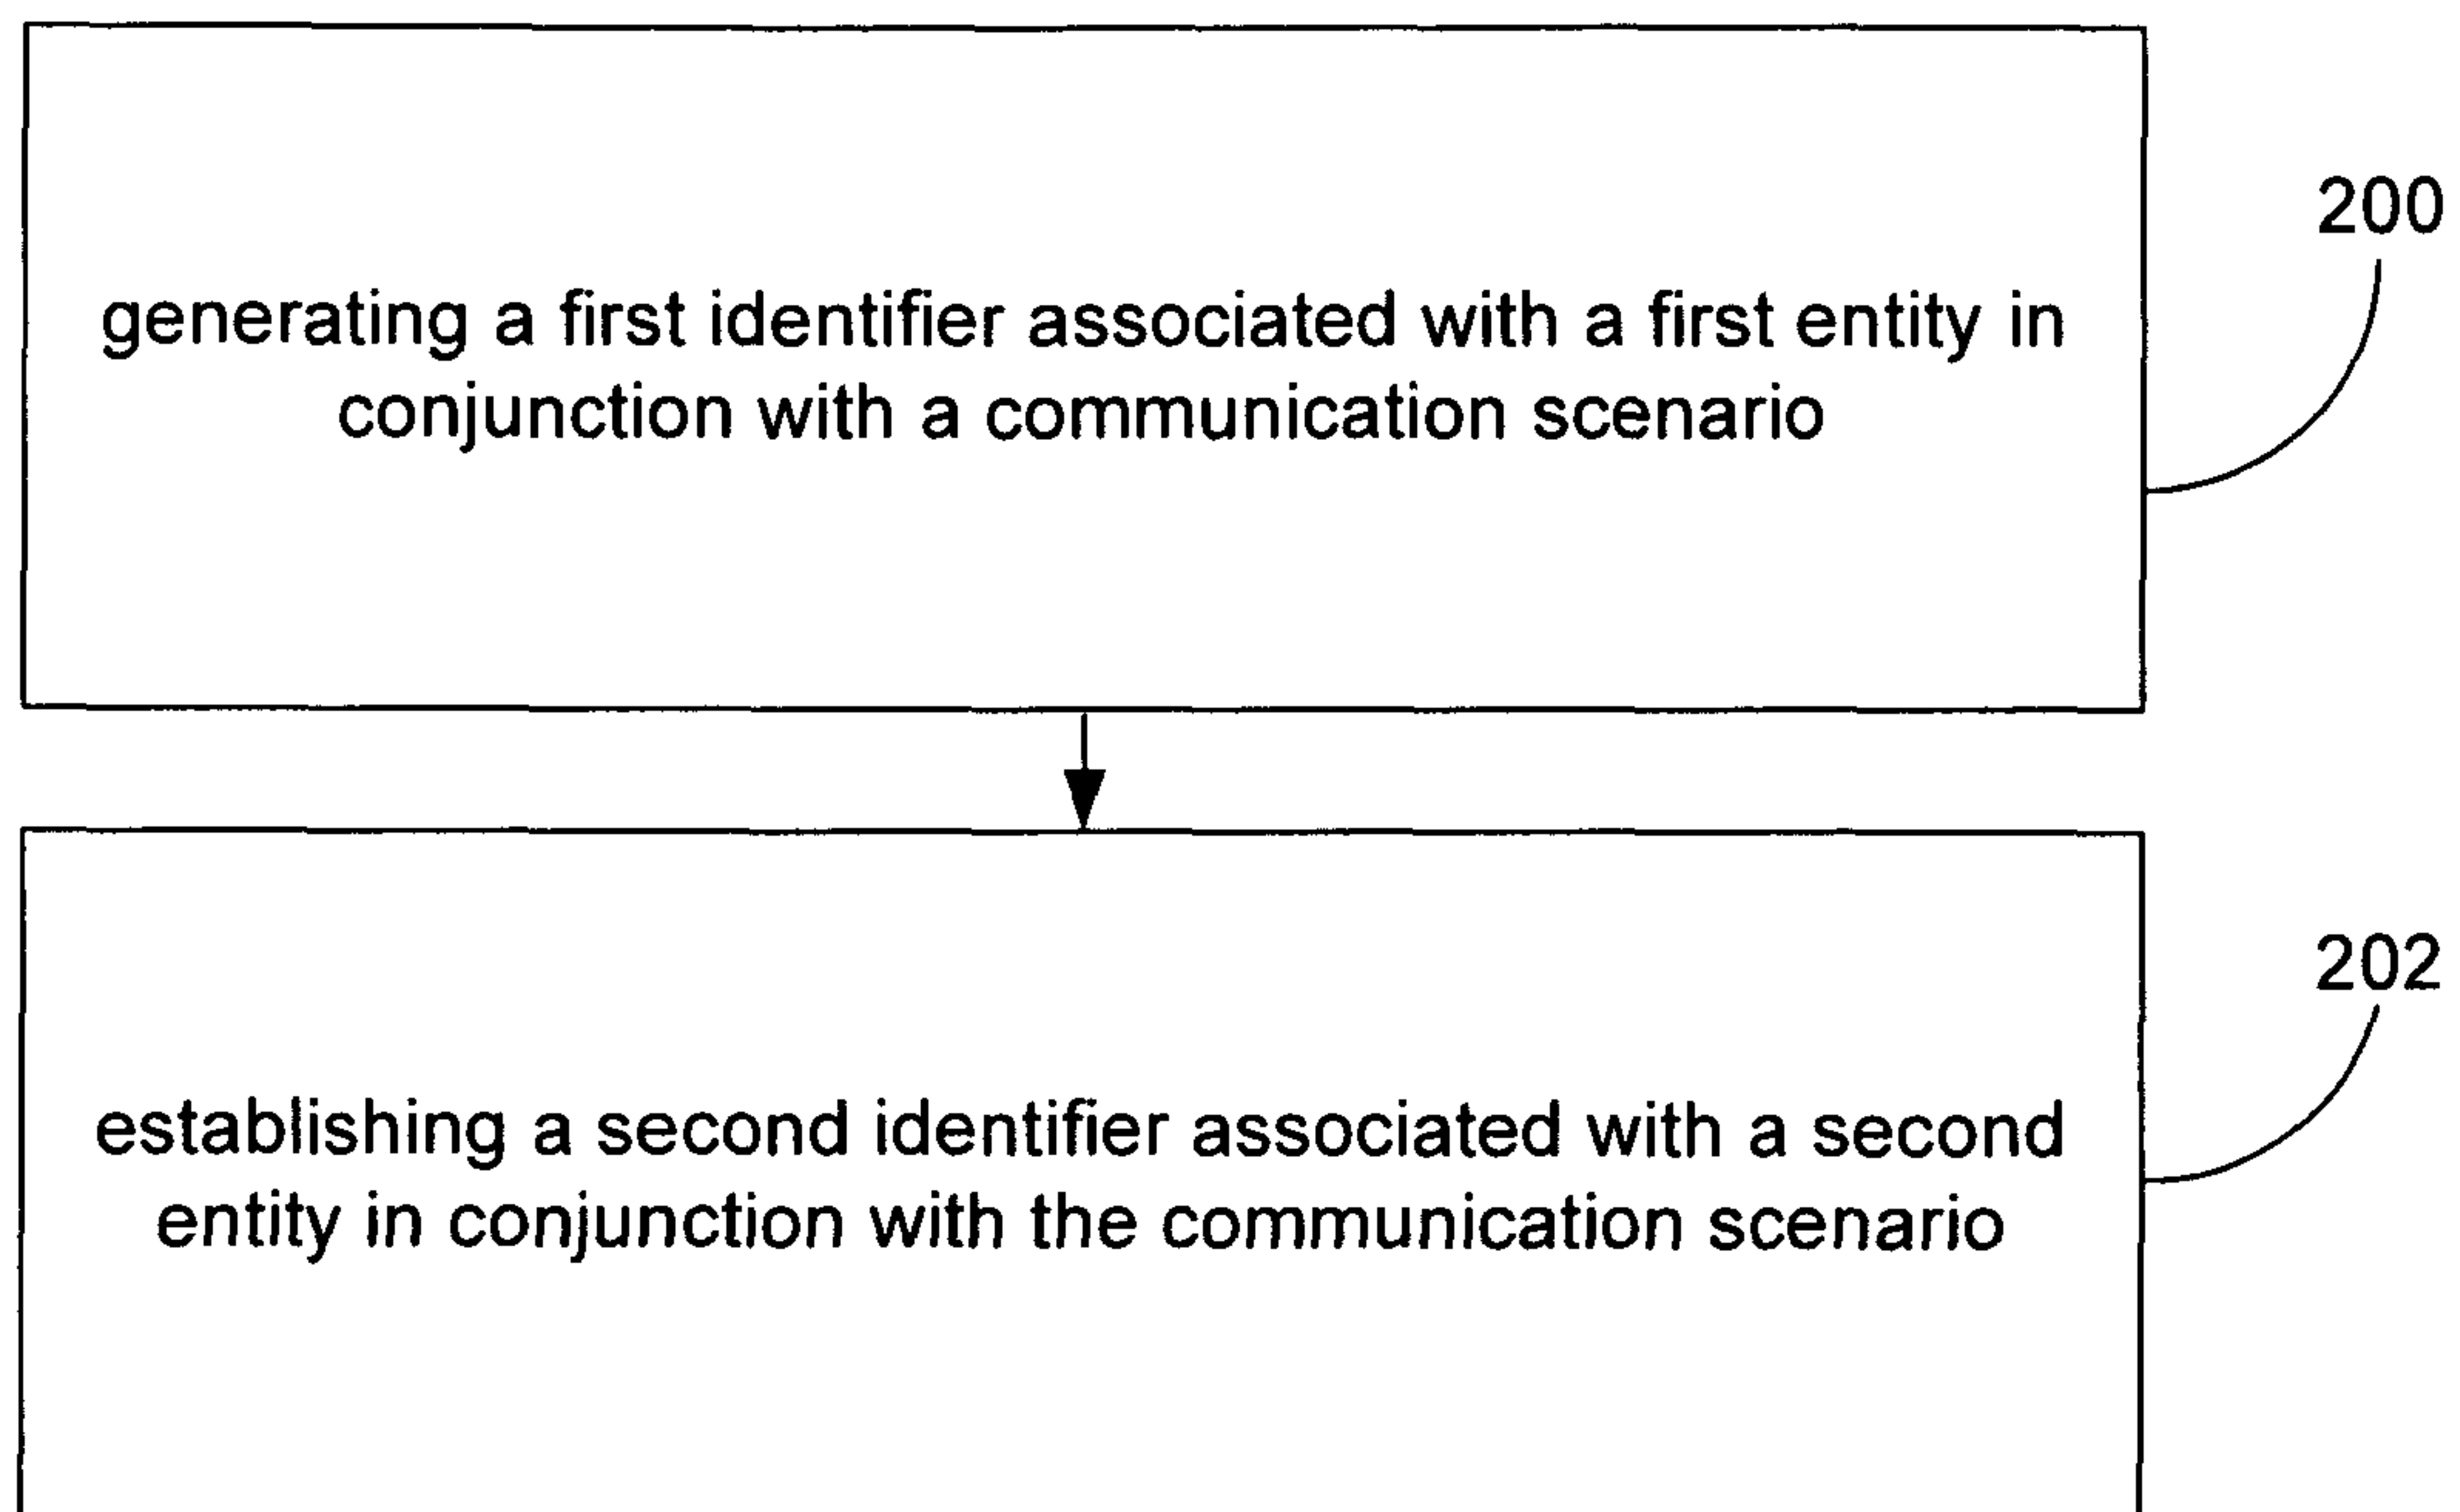 200
generating a first identifier associated with a first entity in
conjunction with a communication scenario
202
establishing a second identifier associated with a second
entity in conjunction with the communication scenario